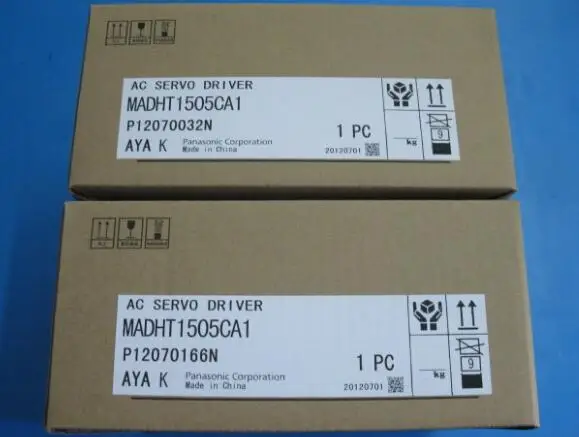 AC SERVO DRIVER
MADHT1505CA1
P12070032N
1 PC
AYA K Panasonic Corporation
Made in China
20120701
kg
9
AC SERVO DRIVER
MADHT1505CA1
P12070166N
1 PC
AYA K Panasonic Corporation
Made in China
20120701
kg
9